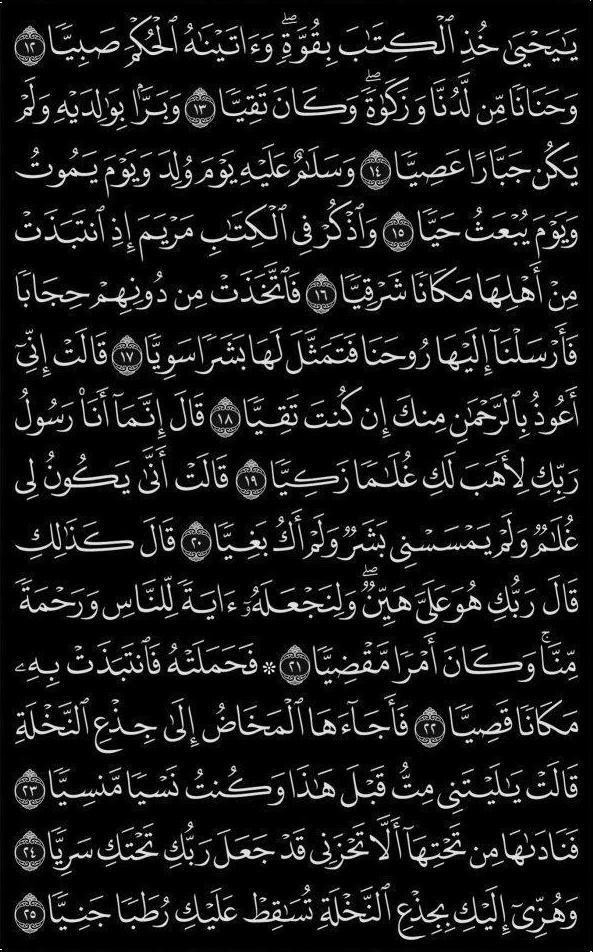 يَـٰيَحۡيَىٰ خُذِ ٱلۡكِتَـٰبَ بِقُوَّةٖۖ وَءَاتَيۡنَـٰهُ ٱلۡحُكۡمَ صَبِيّٗا ١٢
وَحَنَانٗا مِّن لَّدُنَّا وَزَكَوٰةٗۖ وَكَانَ تَقِيّٗا ١٣ وَبَرَّۢا بِوَٰلِدَيۡهِ وَلَمۡ
يَكُن جَبَّارًا عَصِيّٗا ١٤ وَسَلَـٰمٌ عَلَيۡهِ يَوۡمَ وُلِدَ وَيَوۡمَ يَمُوتُ
وَيَوۡمَ يُبۡعَثُ حَيّٗا ١٥ وَٱذۡكُرۡ فِي ٱلۡكِتَـٰبِ مَرۡيَمَ إِذِ ٱنتَبَذَتۡ
مِنۡ أَهۡلِهَا مَكَانٗا شَرۡقِيّٗا ١٦ فَٱتَّخَذَتۡ مِن دُونِهِمۡ حِجَابٗا
فَأَرۡسَلۡنَآ إِلَيۡهَا رُوحَنَا فَتَمَثَّلَ لَهَا بَشَرٗا سَوِيّٗا ١٧ قَالَتۡ إِنِّيٓ
أَعُوذُ بِٱلرَّحۡمَـٰنِ مِنكَ إِن كُنتَ تَقِيّٗا ١٨ قَالَ إِنَّمَآ أَنَا۠ رَسُولُ
رَبِّكِ لِأَهَبَ لَكِ غُلَـٰمٗا زَكِيّٗا ١٩ قَالَتۡ أَنَّىٰ يَكُونُ لِي
غُلَـٰمٞ وَلَمۡ يَمۡسَسۡنِي بَشَرٞ وَلَمۡ أَكُ بَغِيّٗا ٢٠ قَالَ كَذَٰلِكِ
قَالَ رَبُّكِ هُوَ عَلَيَّ هَيِّنٞۖ وَلِنَجۡعَلَهُۥٓ ءَايَةٗ لِّلنَّاسِ وَرَحۡمَةٗ
مِّنَّاۚ وَكَانَ أَمۡرٗا مَّقۡضِيّٗا ٢١ ۞ فَحَمَلَتۡهُ فَٱنتَبَذَتۡ بِهِۦ
مَكَانٗا قَصِيّٗا ٢٢ فَأَجَآءَهَا ٱلۡمَخَاضُ إِلَىٰ جِذۡعِ ٱلنَّخۡلَةِ
قَالَتۡ يَـٰلَيۡتَنِي مِتُّ قَبۡلَ هَـٰذَا وَكُنتُ نَسۡيٗا مَّنسِيّٗا ٢٣
فَنَادَىٰهَا مِن تَحۡتِهَآ أَلَّا تَحۡزَنِي قَدۡ جَعَلَ رَبُّكِ تَحۡتَكِ سَرِيّٗا ٢٤
وَهُزِّيٓ إِلَيۡكِ بِجِذۡعِ ٱلنَّخۡلَةِ تُسَـٰقِطۡ عَلَيۡكِ رُطَبٗا جَنِيّٗا ٢٥